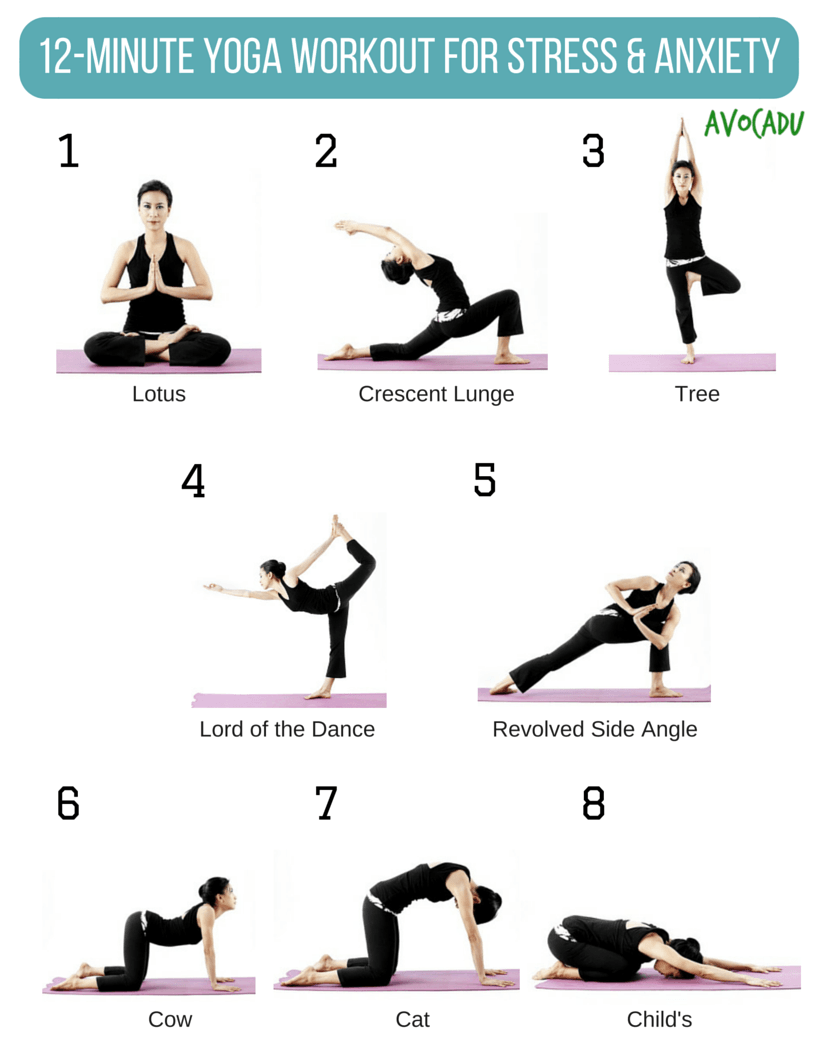 12-MINUTE YOGA WORKOUT FOR STRESS & ANXIETY
AVOCADU
1
2
3
Lotus
Crescent Lunge
Tree
4
5
Lord of the Dance
Revolved Side Angle
6
7
8
Cow
Cat
Child's